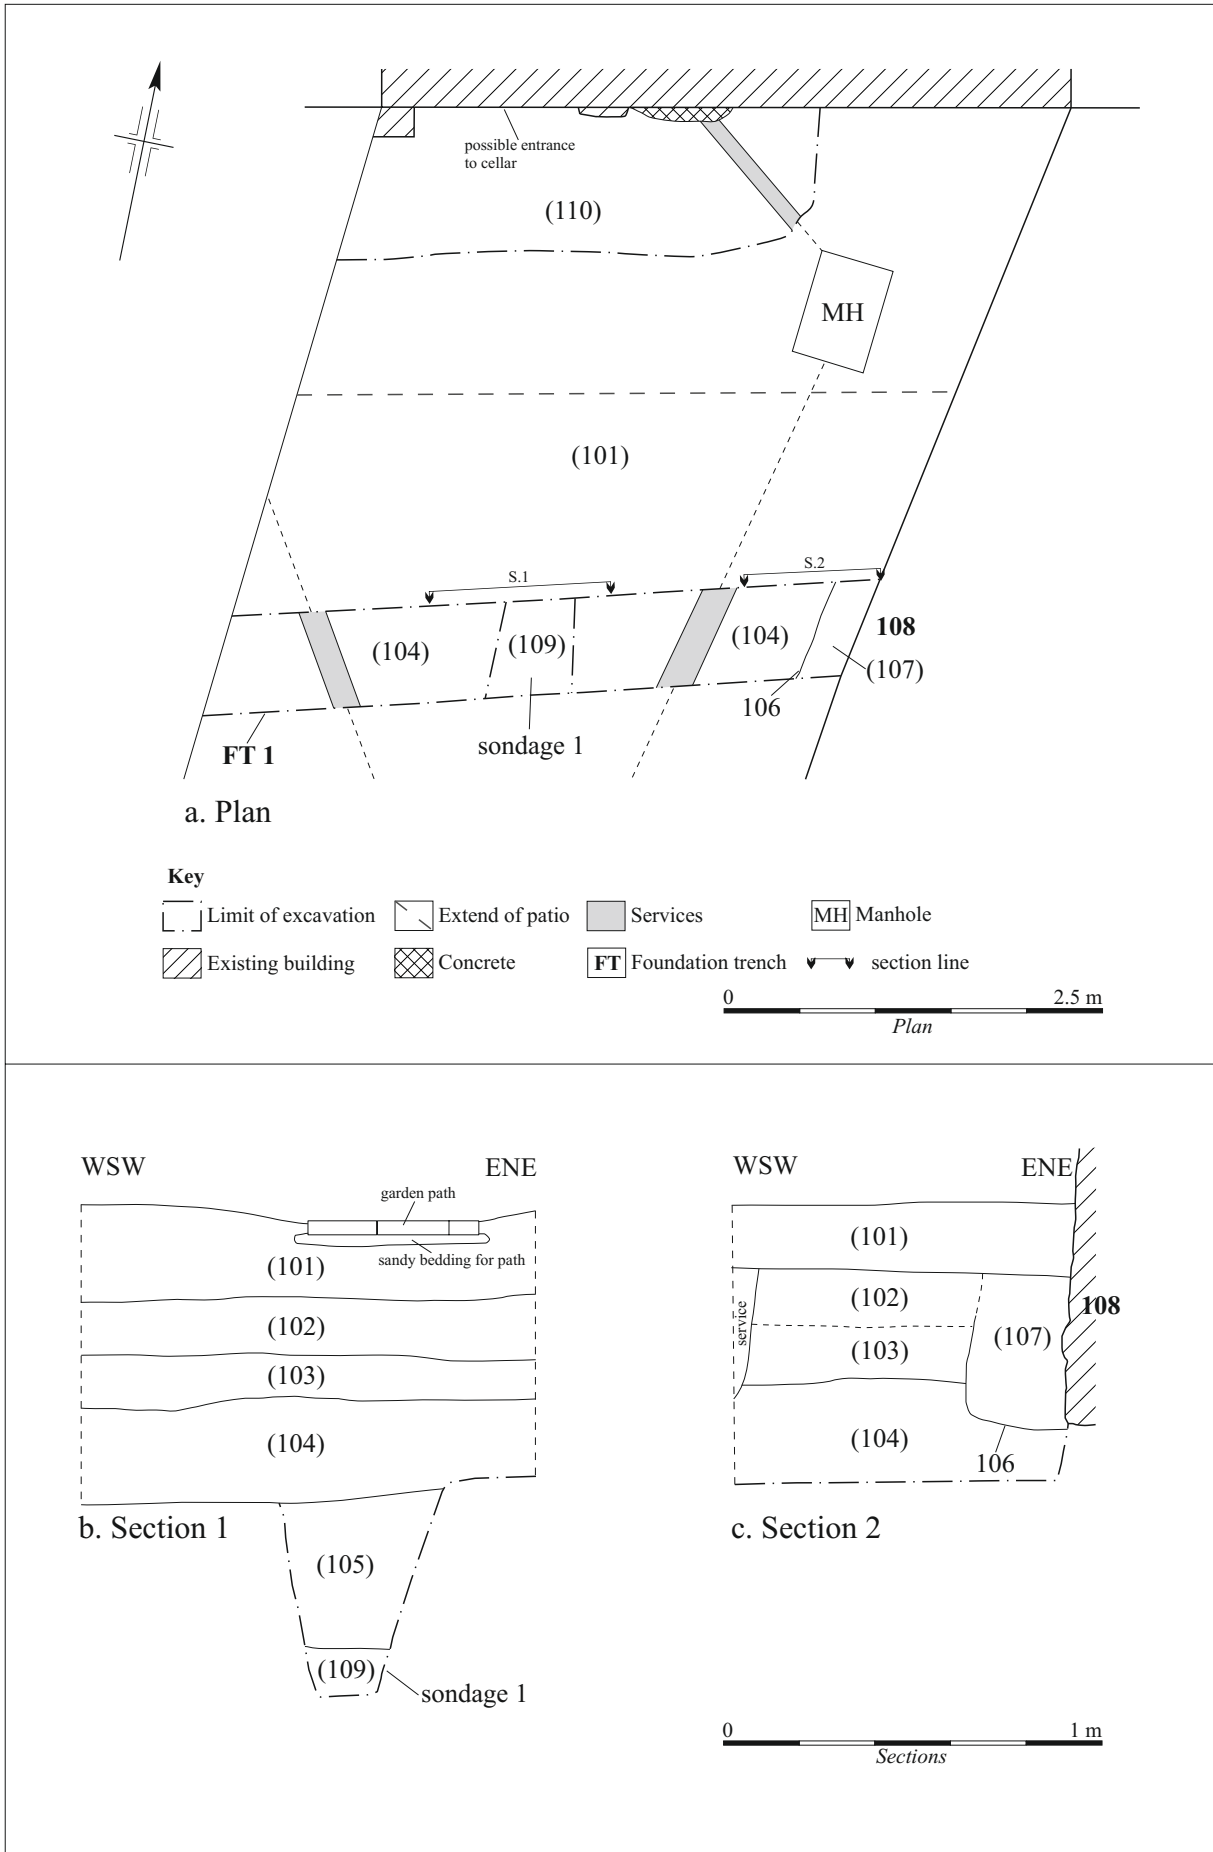 possible entrance
to cellar
(110)
MH
(101)
S.1
S.2
(104)
(109)
(104)
108
(107)
106
sondage 1
FT 1
a. Plan
Key
Limit of excavation
Extend of patio
Services
MH Manhole
Existing building
Concrete
FT Foundation trench
section line
0 2.5 m
Plan
WSW ENE
garden path
sandy bedding for path
(101)
(102)
(103)
(104)
b. Section 1
(105)
(109)
sondage 1
WSW ENE
(101)
service
(102)
108
(107)
(103)
(104)
106
c. Section 2
0 1 m
Sections